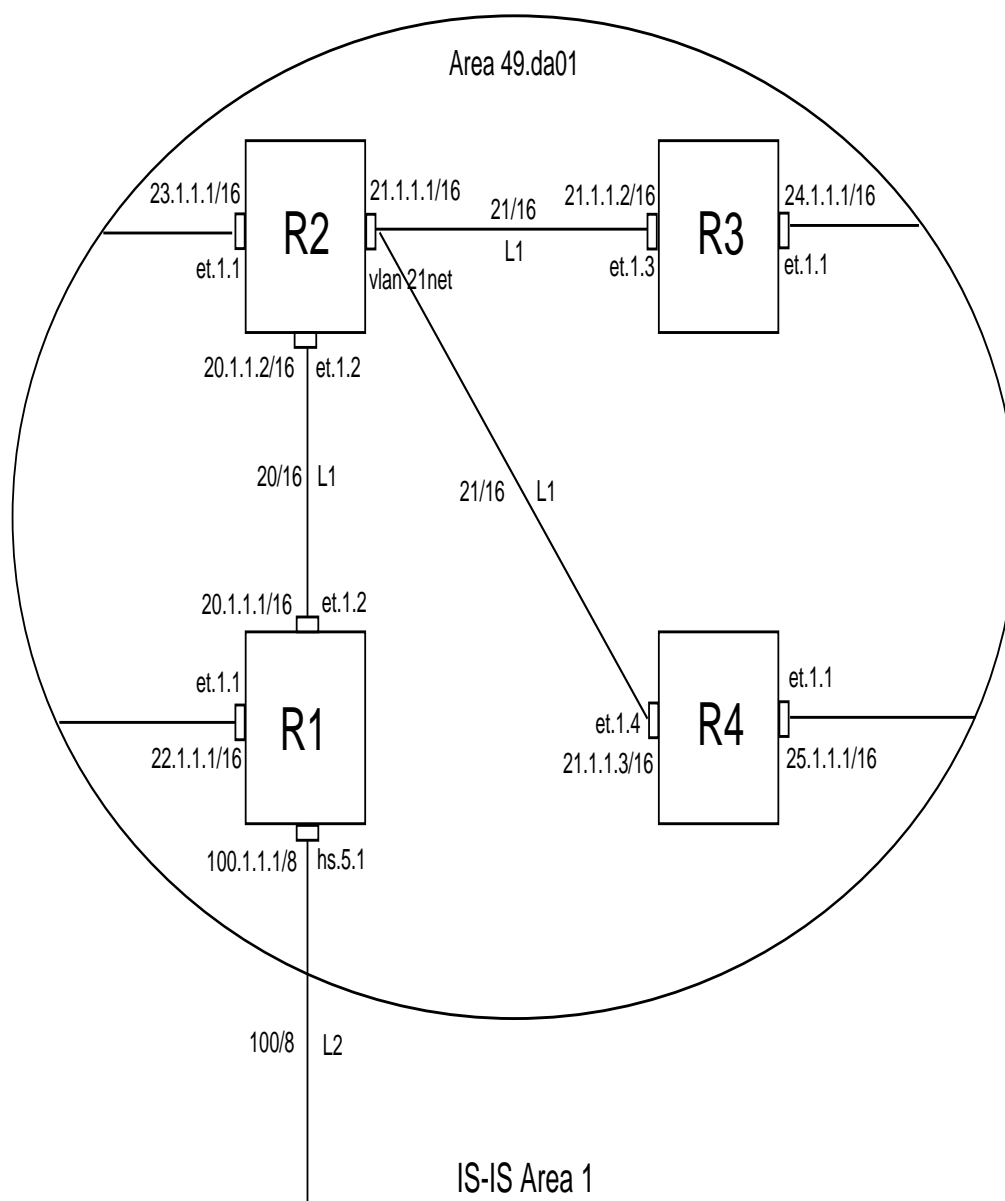 Area 49.da01
23.1.1.1/16
21.1.1.1/16
21/16
21.1.1.2/16
24.1.1.1/16
R2
R3
L1
et.1.1
vlan 21net
et.1.3
et.1.1
20.1.1.2/16
et.1.2
20/16
L1
21/16
L1
20.1.1.1/16
et.1.2
et.1.1
et.1.1
R1
et.1.4
R4
22.1.1.1/16
21.1.1.3/16
25.1.1.1/16
100.1.1.1/8
hs.5.1
100/8
L2
IS-IS Area 1